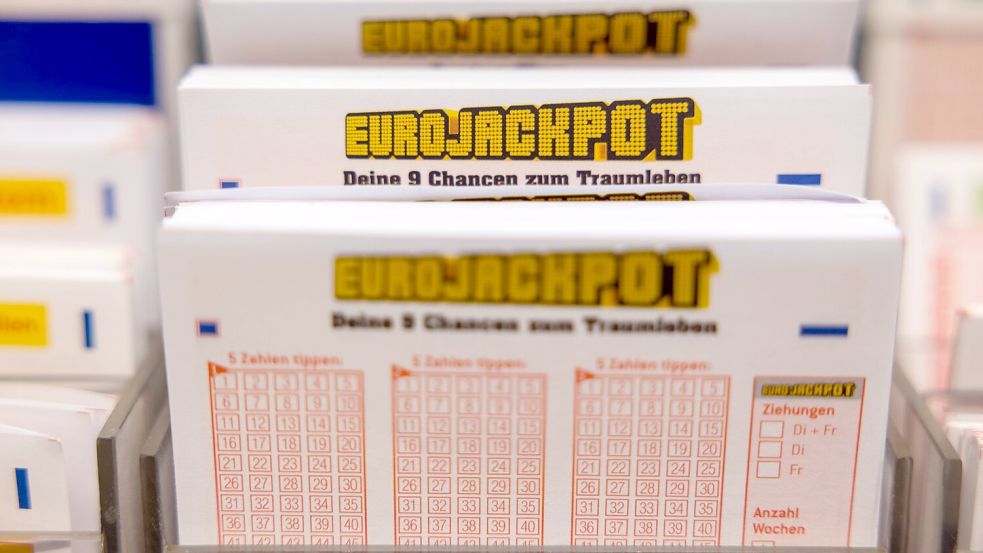 EUROJACKPOT
EUROJACKPOT
Deine 9 Chancen zum Traumleben
EUROJACKPOT
Deine 9 Chancen zum Traumleben
5 Zahlen tippen: 5 Zahlen tippen: 5 Zahlen tippen:
1 2 3 4 5 1 2 3 4 5 1 2 3 4 5
6 7 8 9 10 6 7 8 9 10 6 7 8 9 10
11 12 13 14 15 11 12 13 14 15 11 12 13 14 15
16 17 18 19 20 16 17 18 19 20 16 17 18 19 20
21 22 23 24 25 21 22 23 24 25 21 22 23 24 25
26 27 28 29 30 26 27 28 29 30 26 27 28 29 30
31 32 33 34 35 31 32 33 34 35 31 32 33 34 35
36 37 38 39 40 36 37 38 39 40 36 37 38 39 40
EUROJACKPOT
Ziehungen
Di + Fr
Di
Fr
Anzahl
Wochen